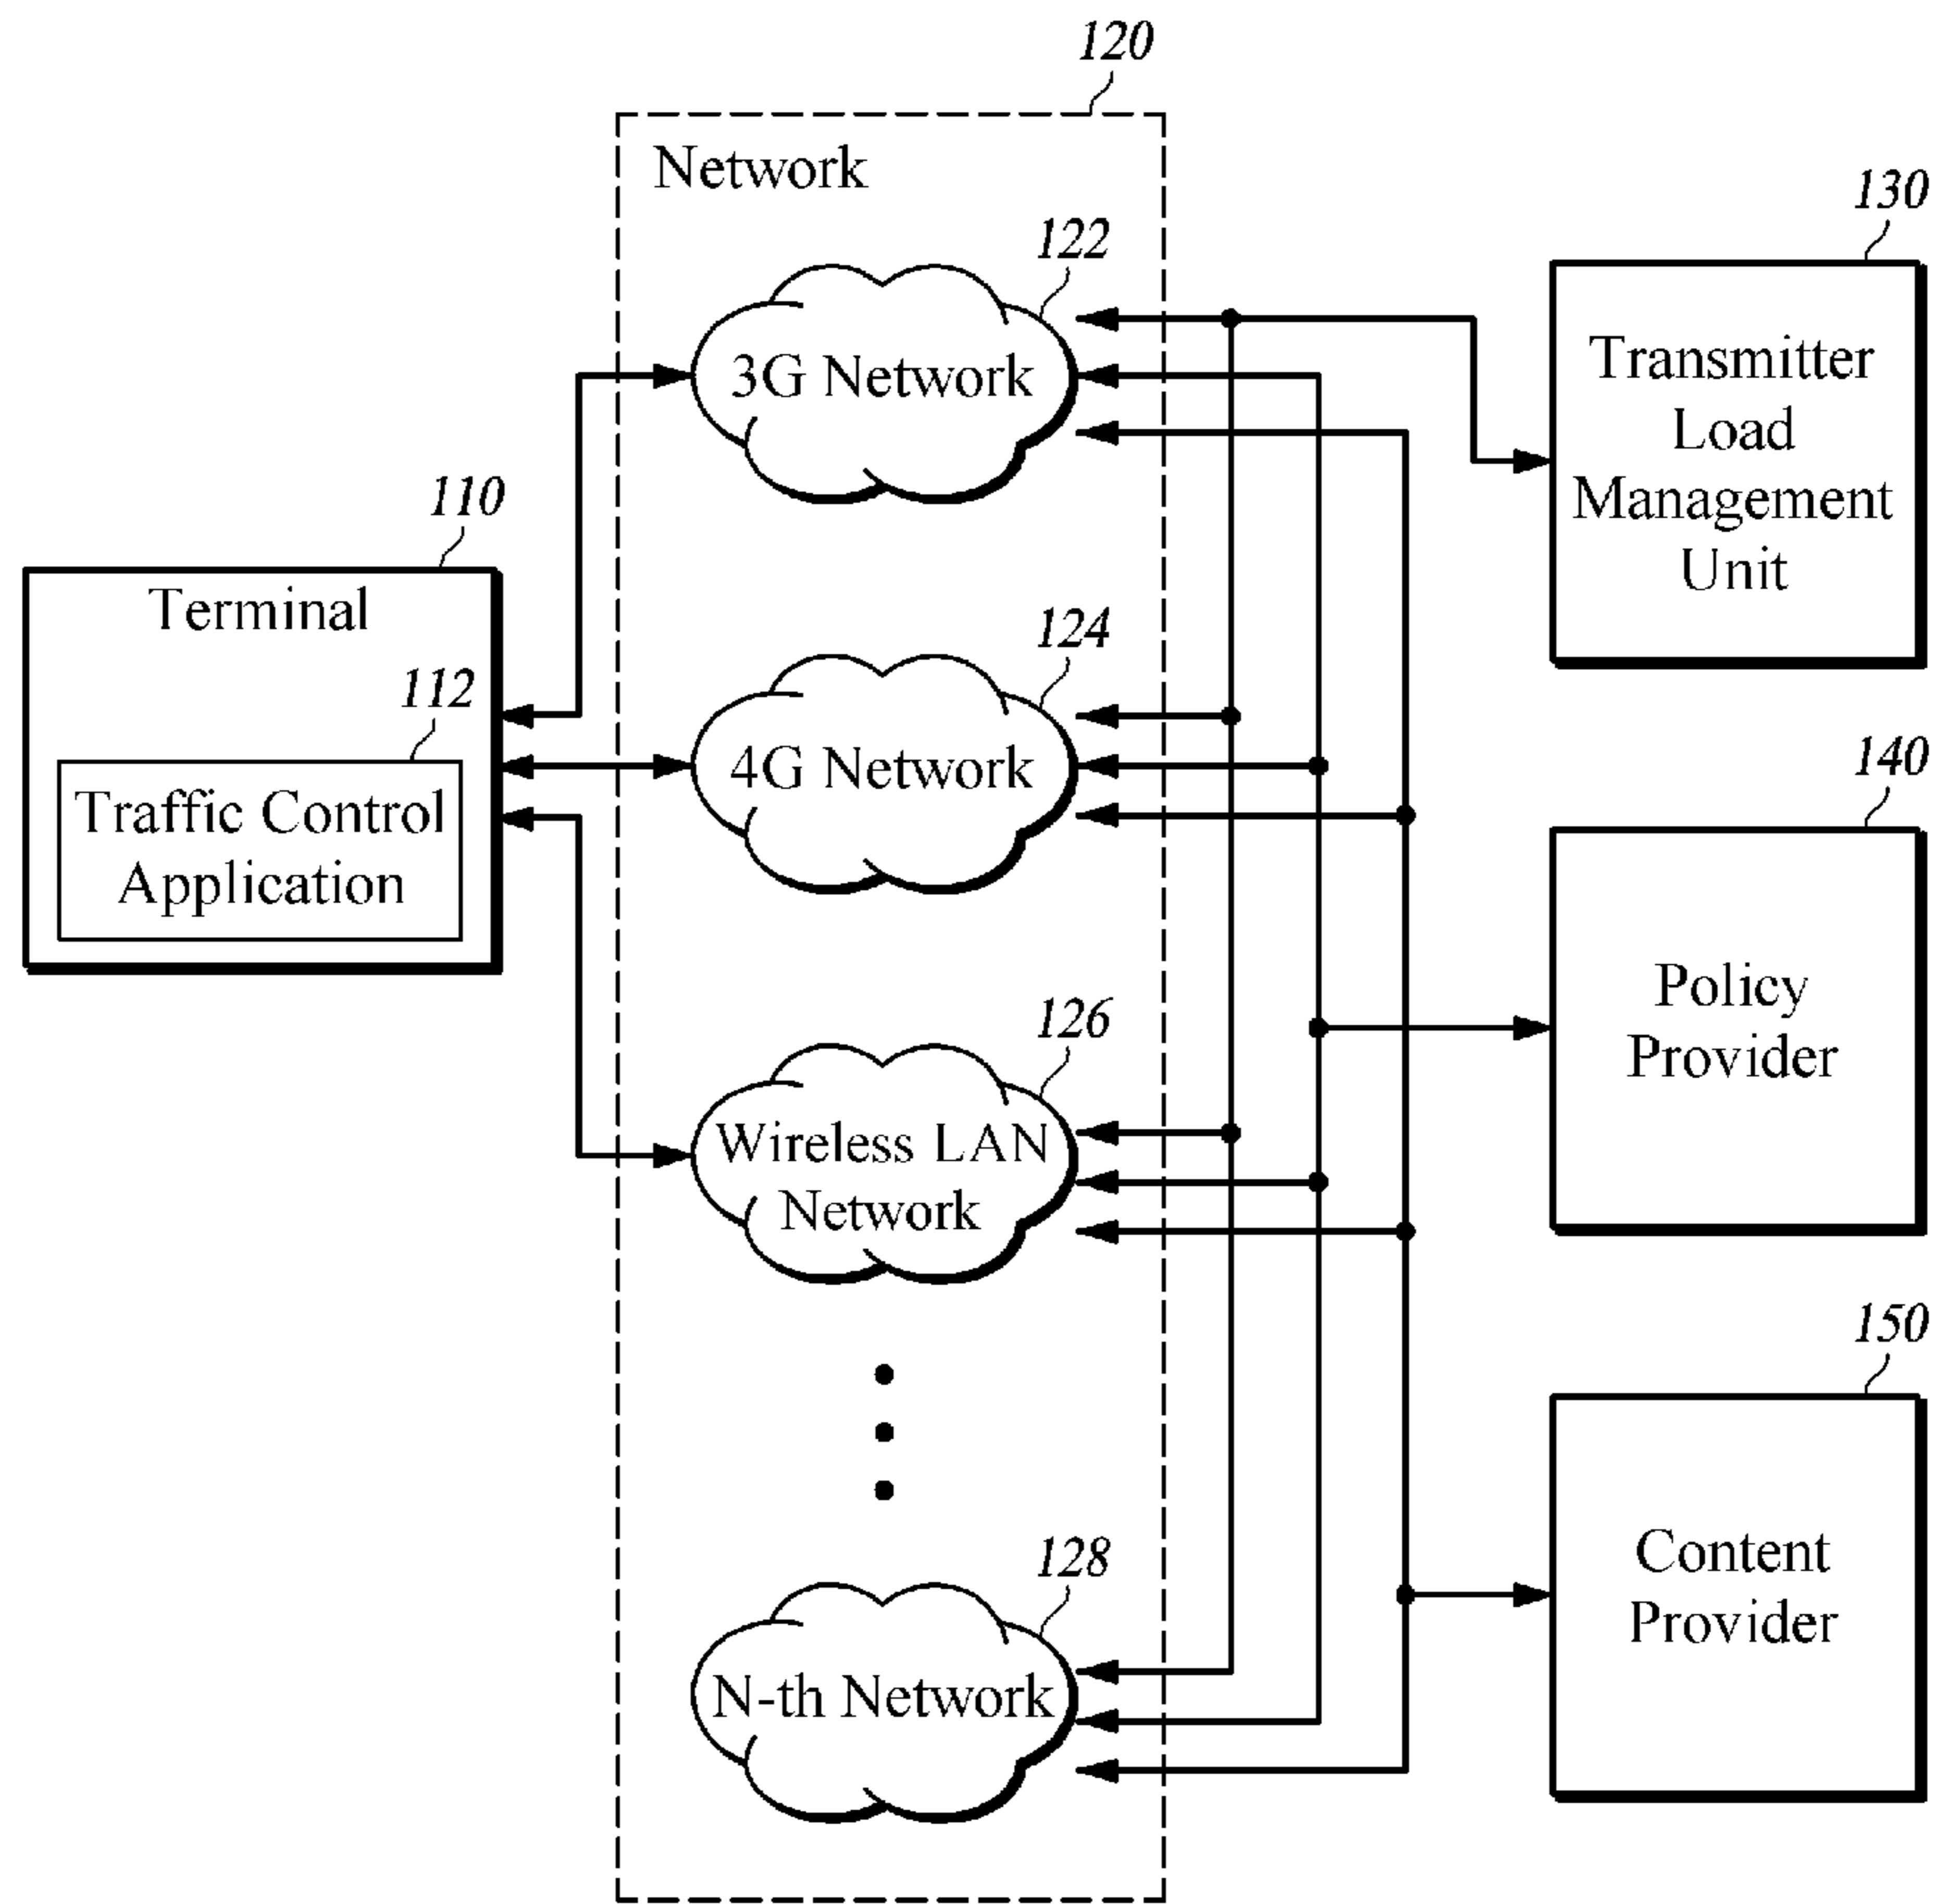 120
Network
122
3G Network
130
Transmitter
Load
Management
Unit
110
Terminal
112
Traffic Control
Application
124
4G Network
140
Policy
Provider
126
Wireless LAN
Network
150
Content
Provider
128
N-th Network